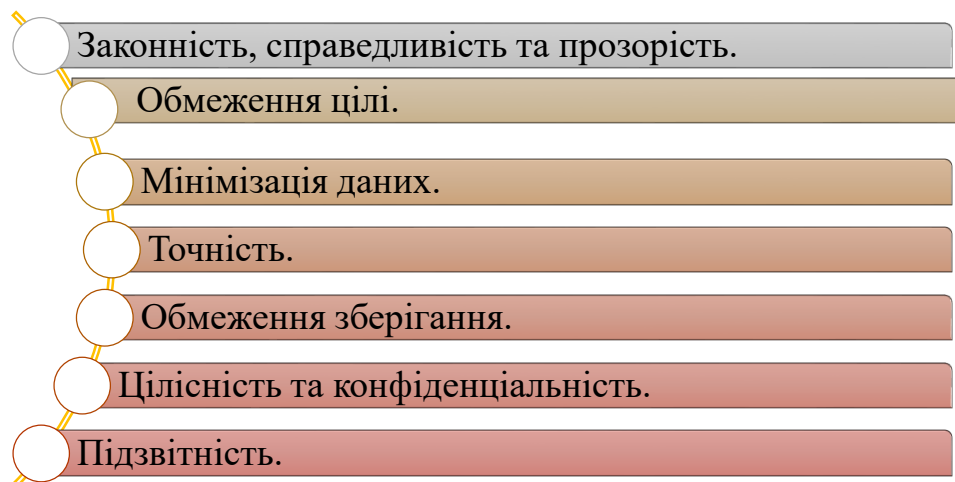 Законність, справедливість та прозорість.
Обмеження цілі.
Мінімізація даних.
Точність.
Обмеження зберігання.
Цілісність та конфіденціальність.
Підзвітність.